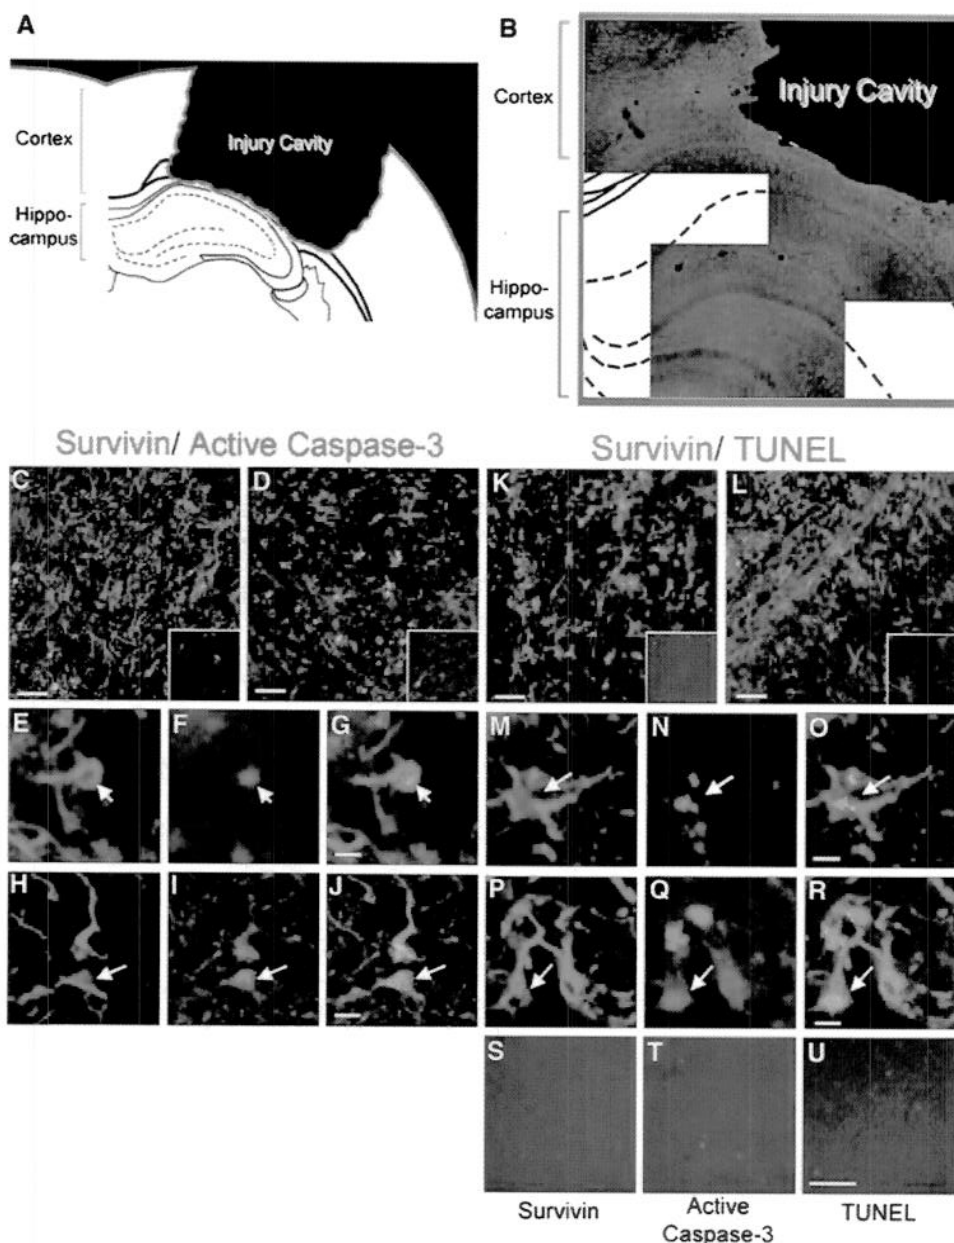 A
B
Cortex
Injury Cavity
Hippo-
campus
Cortex
Injury Cavity
Hippo-
campus
Survivin/ Active Caspase-3
Survivin/ TUNEL
C
D
K
L
E
F
G
M
N
O
H
I
J
P
Q
R
S
T
U
Survivin
Active
Caspase-3
TUNEL